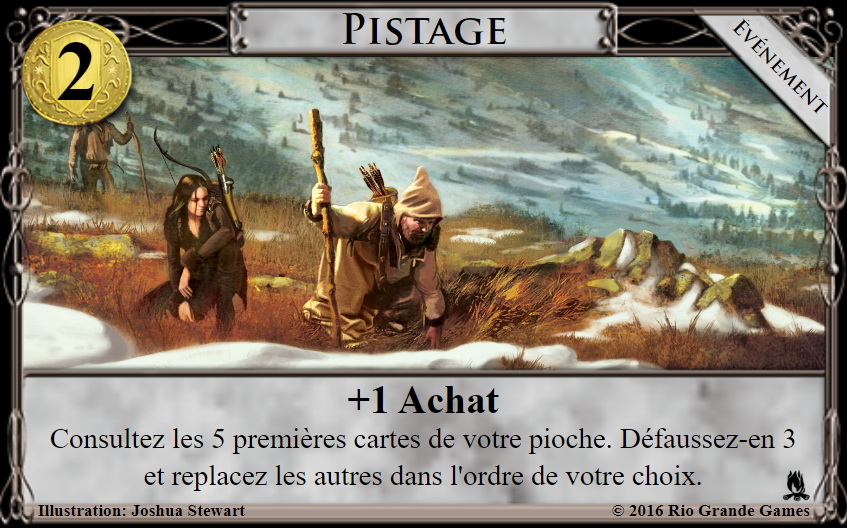 Pistage
2
Événement
+1 Achat
Consultez les 5 premières cartes de votre pioche. Défaussez-en 3
et replacez les autres dans l'ordre de votre choix.
Illustration: Joshua Stewart
© 2016 Rio Grande Games